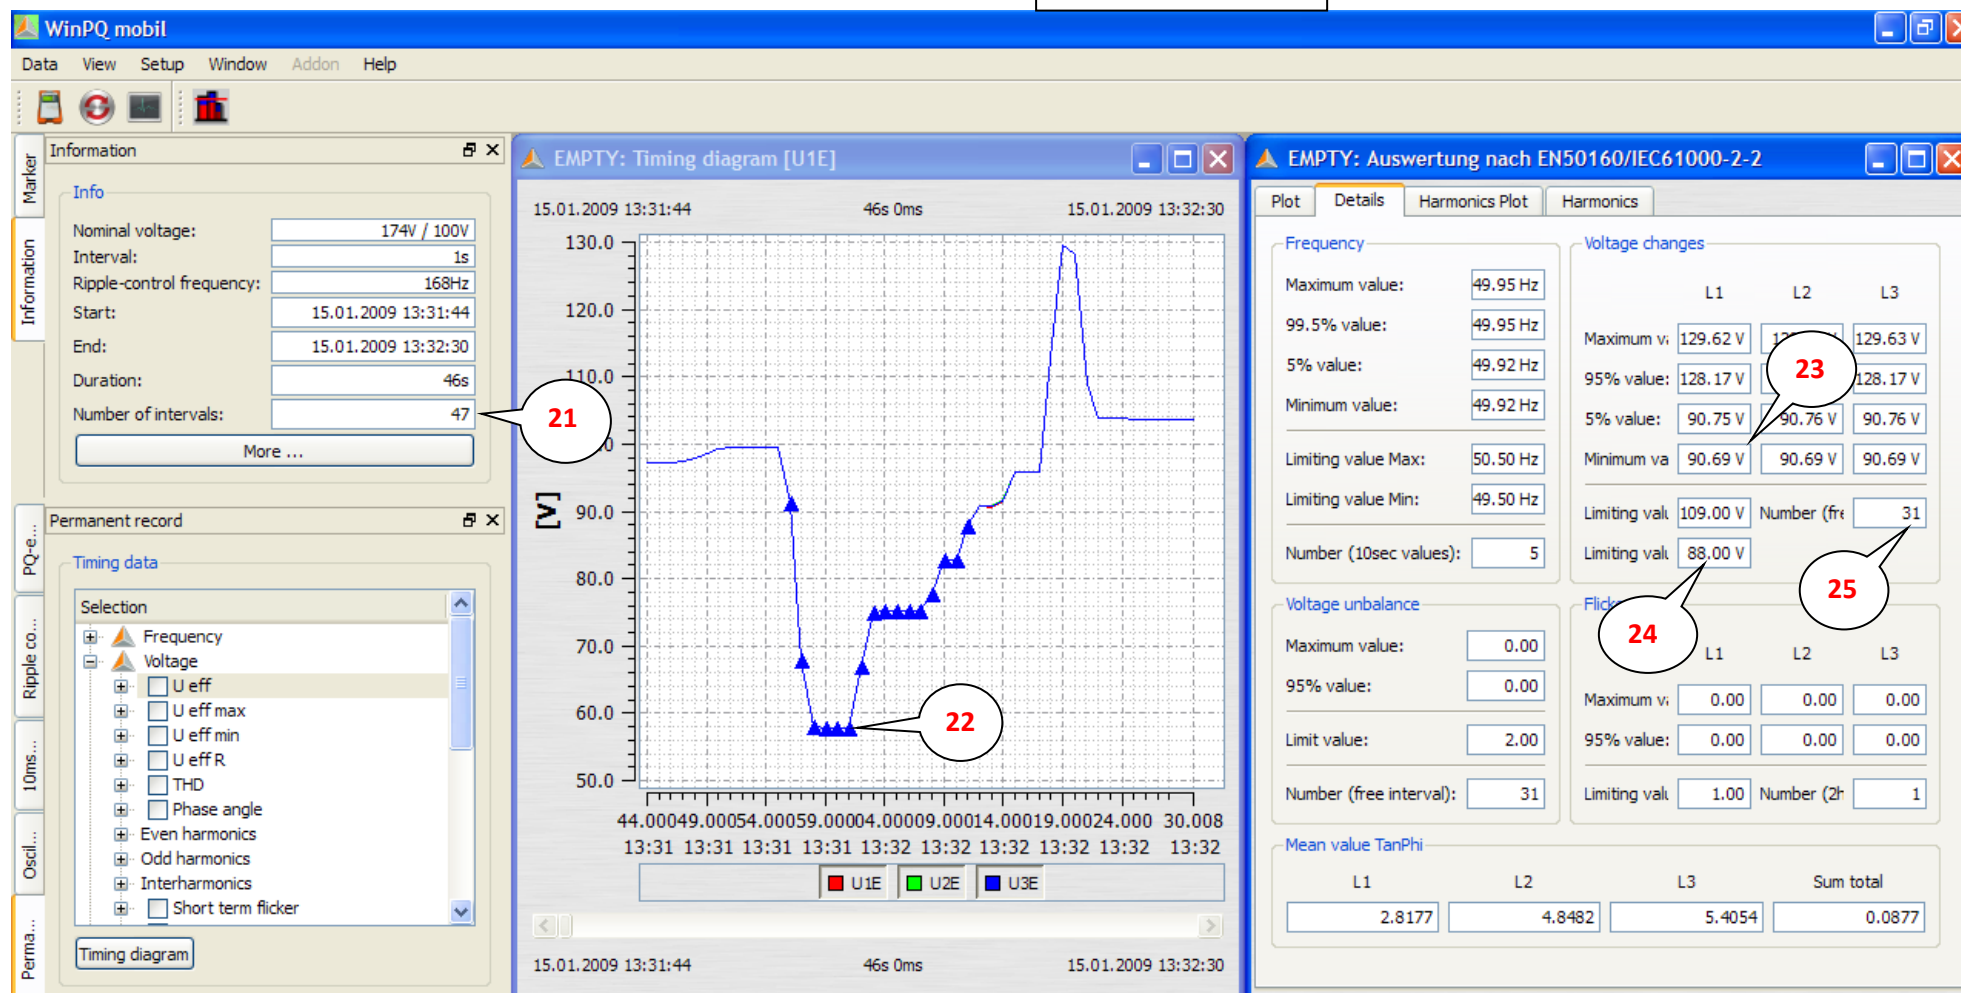 WinPQ mobil
Data View Setup Window Addon Help
Marker
Information
PQ-e...
Ripple co...
10ms...
Oscil...
Perma...
Information
Info
Nominal voltage: 174V / 100V
Interval: 1s
Ripple-control frequency: 168Hz
Start: 15.01.2009 13:31:44
End: 15.01.2009 13:32:30
Duration: 46s
Number of intervals: 47
More ...
21
Permanent record
Timing data
Selection
Frequency
Voltage
U eff
U eff max
U eff min
U eff R
THD
Phase angle
Even harmonics
Odd harmonics
Interharmonics
Short term flicker
Timing diagram
EMPTY: Timing diagram [U1E]
15.01.2009 13:31:44 46s 0ms 15.01.2009 13:32:30
130.0
120.0
110.0
90.0
80.0
70.0
60.0
50.0
[V]
22
44.000 49.000 54.000 59.000 04.000 09.000 14.000 19.000 24.000 30.008
13:31 13:31 13:31 13:31 13:32 13:32 13:32 13:32 13:32 13:32
U1E U2E U3E
15.01.2009 13:31:44 46s 0ms 15.01.2009 13:32:30
EMPTY: Auswertung nach EN50160/IEC61000-2-2
Plot Details Harmonics Plot Harmonics
Frequency
Maximum value: 49.95 Hz
99.5% value: 49.95 Hz
5% value: 49.92 Hz
Minimum value: 49.92 Hz
Limiting value Max: 50.50 Hz
Limiting value Min: 49.50 Hz
Number (10sec values): 5
Voltage changes
L1 L2 L3
Maximum 129.62 V 129.63 V
95% value: 128.17 V 128.17 V
5% value: 90.75 V 90.76 V 90.76 V
Minimum va 90.69 V 90.69 V 90.69 V
Limiting 109.00 V Number (fre 31
Limiting 88.00 V
23
24
25
Voltage unbalance
Maximum value: 0.00
95% value: 0.00
Limit value: 2.00
Number (free interval): 31
L1 L2 L3
Maximum 0.00 0.00 0.00
95% value: 0.00 0.00 0.00
Limiting 1.00 Number (2h 1
Mean value TanPhi
L1 L2 L3 Sum total
2.8177 4.8482 5.4054 0.0877